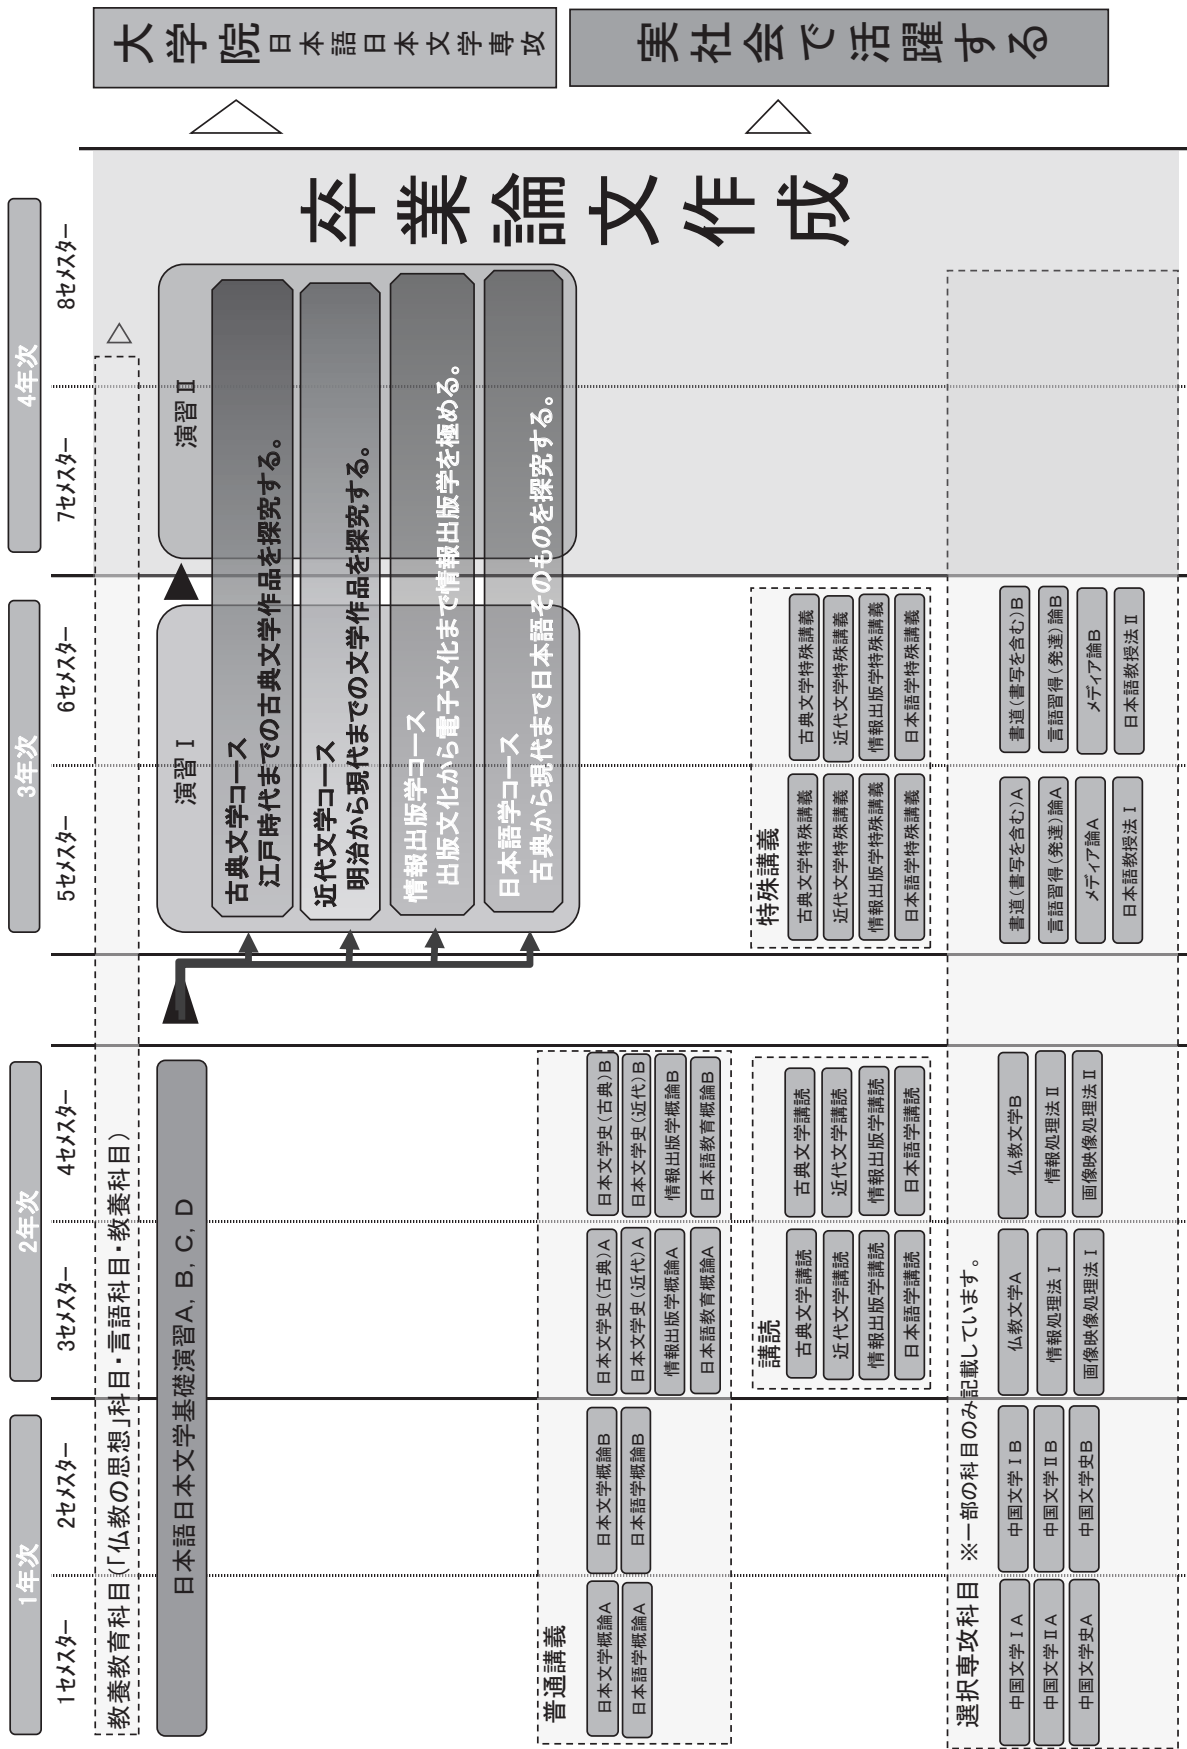 1年次
2年次
3年次
4年次
1セメスター
2セメスター
3セメスター
4セメスター
5セメスター
6セメスター
7セメスター
8セメスター
教養教育科目(「仏教の思想」科目・言語科目・教養科目)
日本語日本文学基礎演習A, B, C, D
演習Ⅰ
演習Ⅱ
古典文学コース
江戸時代までの古典文学作品を探究する。
近代文学コース
明治から現代までの文学作品を探究する。
情報出版学コース
出版文化から電子文化まで情報出版学を極める。
日本語学コース
古典から現代まで日本語そのものを探究する。
普通講義
日本文学概論A
日本語学概論A
日本文学概論B
日本語学概論B
日本文学史(古典)A
日本文学史(近代)A
情報出版学概論A
日本語教育概論A
日本文学史(古典)B
日本文学史(近代)B
情報出版学概論B
日本語教育概論B
講読
古典文学講読
近代文学講読
情報出版学講読
日本語学講読
古典文学講読
近代文学講読
情報出版学講読
日本語学講読
特殊講義
古典文学特殊講義
近代文学特殊講義
情報出版学特殊講義
日本語学特殊講義
古典文学特殊講義
近代文学特殊講義
情報出版学特殊講義
日本語学特殊講義
選択専攻科目 ※一部の科目のみ記載しています。
中国文学ⅠA
中国文学ⅡA
中国文学史A
中国文学ⅠB
中国文学ⅡB
中国文学史B
仏教文学A
情報処理法Ⅰ
画像映像処理法Ⅰ
仏教文学B
情報処理法Ⅱ
画像映像処理法Ⅱ
書道(書写を含む)A
言語習得(発達)論A
メディア論A
日本語教授法Ⅰ
書道(書写を含む)B
言語習得(発達)論B
メディア論B
日本語教授法Ⅱ
卒業論文作成
大学院日本語日本文学専攻
実社会で活躍する